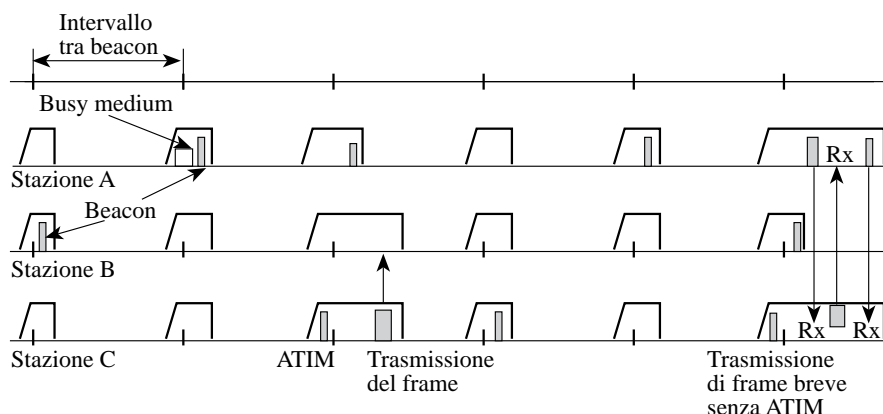 Intervallo
tra beacon
Busy medium
Rx
Stazione A
Beacon
Stazione B
Rx
Rx
Stazione C
ATIM
Trasmissione
del frame
Trasmissione
di frame breve
senza ATIM